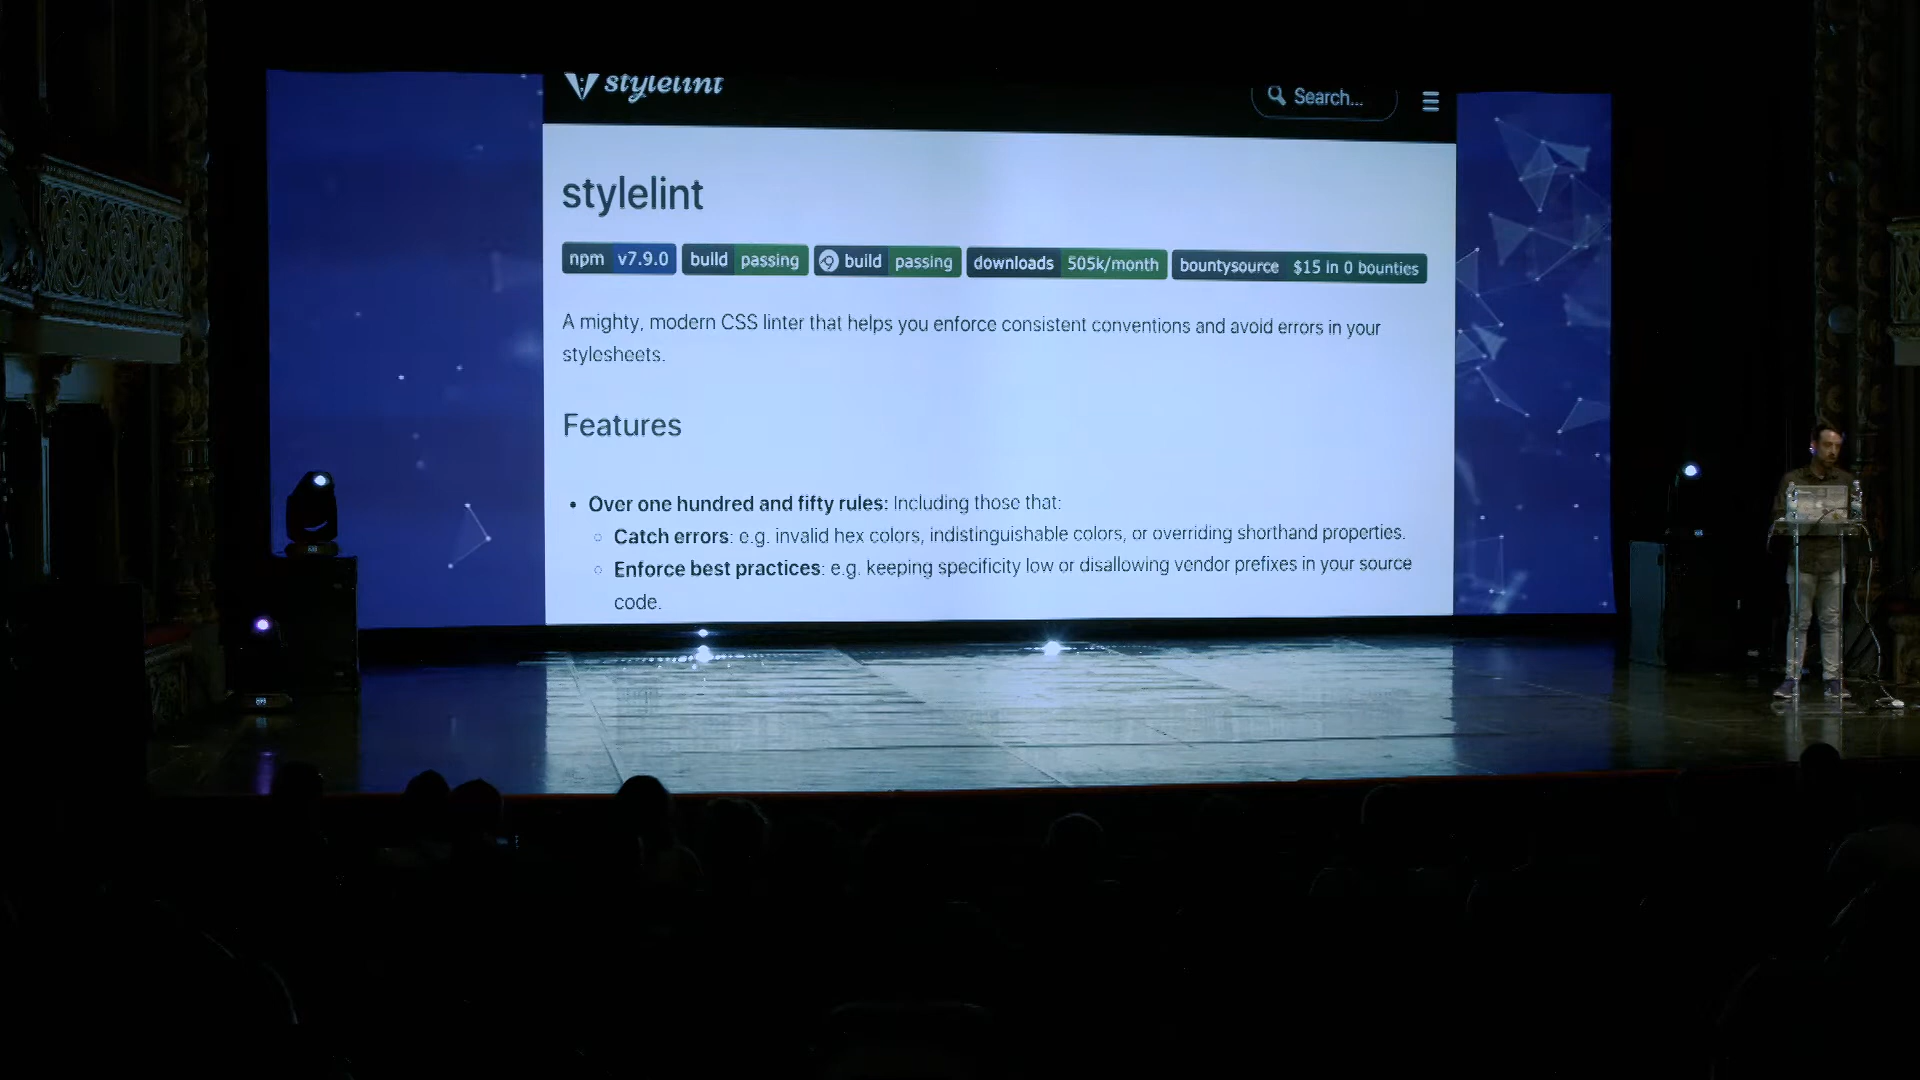 stylelint
Search...
stylelint
npm v7.9.0 build passing build passing downloads 505k/month bountysource $15 in 0 bounties
A mighty, modern CSS linter that helps you enforce consistent conventions and avoid errors in your
stylesheets.
Features
• Over one hundred and fifty rules: Including those that:
○ Catch errors: e.g. invalid hex colors, indistinguishable colors, or overriding shorthand properties.
○ Enforce best practices: e.g. keeping specificity low or disallowing vendor prefixes in your source
code.